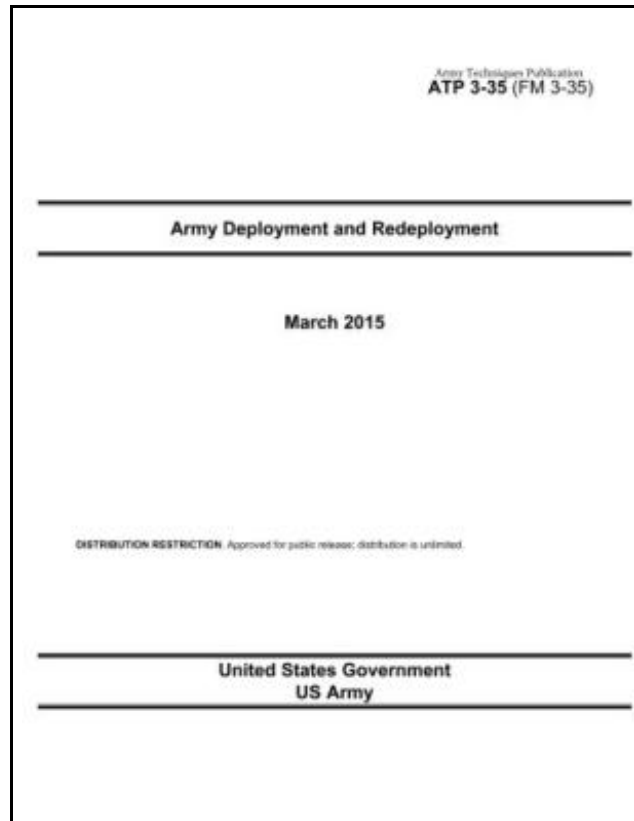 Army Techniques Publication
ATP 3-35 (FM 3-35)
Army Deployment and Redeployment
March 2015
DISTRIBUTION RESTRICTION. Approved for public release; distribution is unlimited.
United States Government
US Army